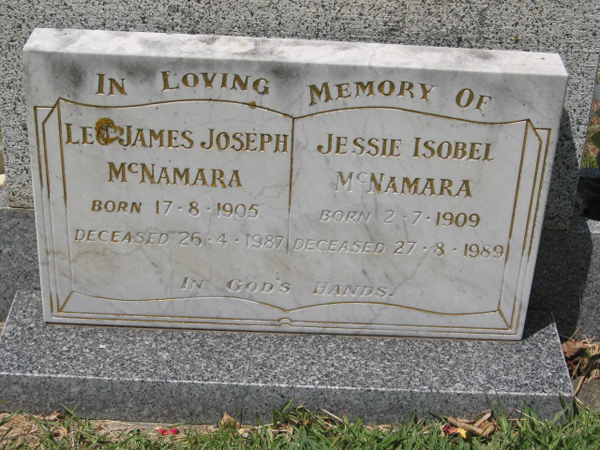 IN LOVING MEMORY OF
LEO JAMES JOSEPH
McNAMARA
BORN 17·8·1905
DECEASED 26·4·1987
JESSIE ISOBEL
McNAMARA
BORN 2·7·1909
DECEASED 27·8·1989
IN GOD'S HANDS.